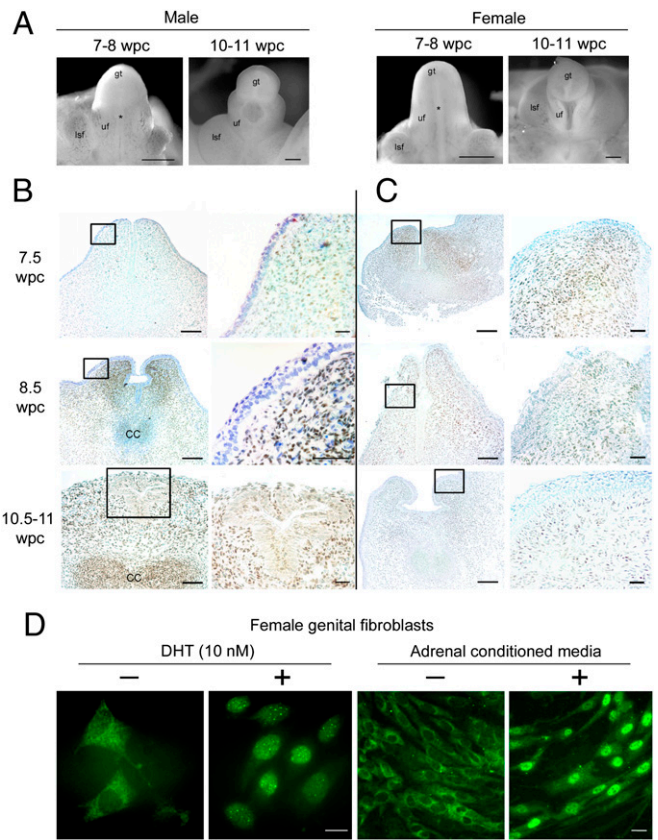 A
Male
Female
7-8 wpc
10-11 wpc
7-8 wpc
10-11 wpc
gt
gt
gt
gt
*
*
uf
uf
uf
uf
lsf
lsf
lsf
lsf
B
C
7.5
wpc
8.5
wpc
CC
10.5-11
wpc
CC
D
Female genital fibroblasts
DHT (10 nM)
Adrenal conditioned media
− + − +